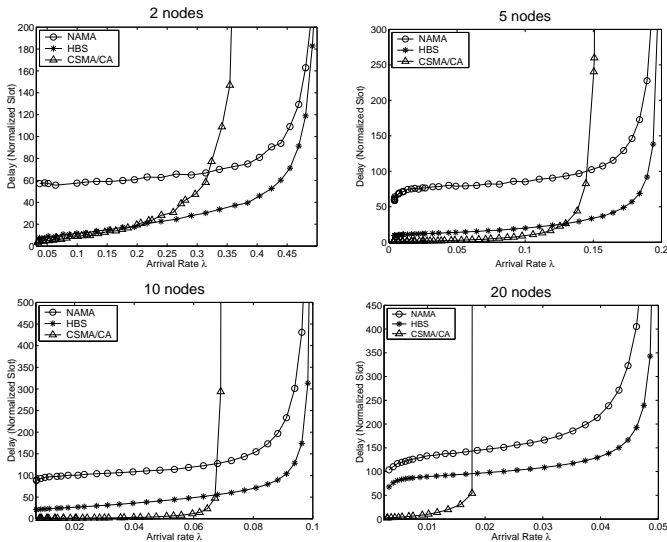 2 nodes
200
180
160
140
120
100
80
60
40
20
0
Delay (Normalized Slot)
NAMA
HBS
CSMA/CA
0.05 0.1 0.15 0.2 0.25 0.3 0.35 0.4 0.45
Arrival Rate λ
5 nodes
300
250
200
150
100
50
0
Delay (Normalized Slot)
NAMA
HBS
CSMA/CA
0 0.05 0.1 0.15 0.2
Arrival Rate λ
10 nodes
500
450
400
350
300
250
200
150
100
50
0
Delay (Normalized Slot)
NAMA
HBS
CSMA/CA
0.02 0.04 0.06 0.08 0.1
Arrival rate λ
20 nodes
450
400
350
300
250
200
150
100
50
0
Delay (Normalized Slot)
NAMA
HBS
CSMA/CA
0.01 0.02 0.03 0.04 0.05
Arrival Rate λ